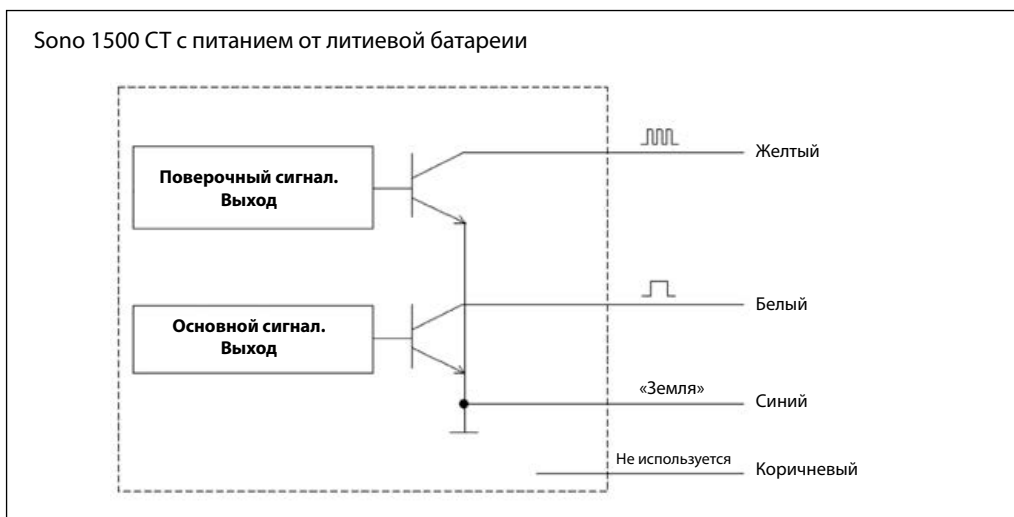 Sono 1500 CT с питанием от литиевой батареии
Поверочный сигнал.
Выход
Желтый
Основной сигнал.
Выход
Белый
«Земля»
Синий
Не используется
Коричневый